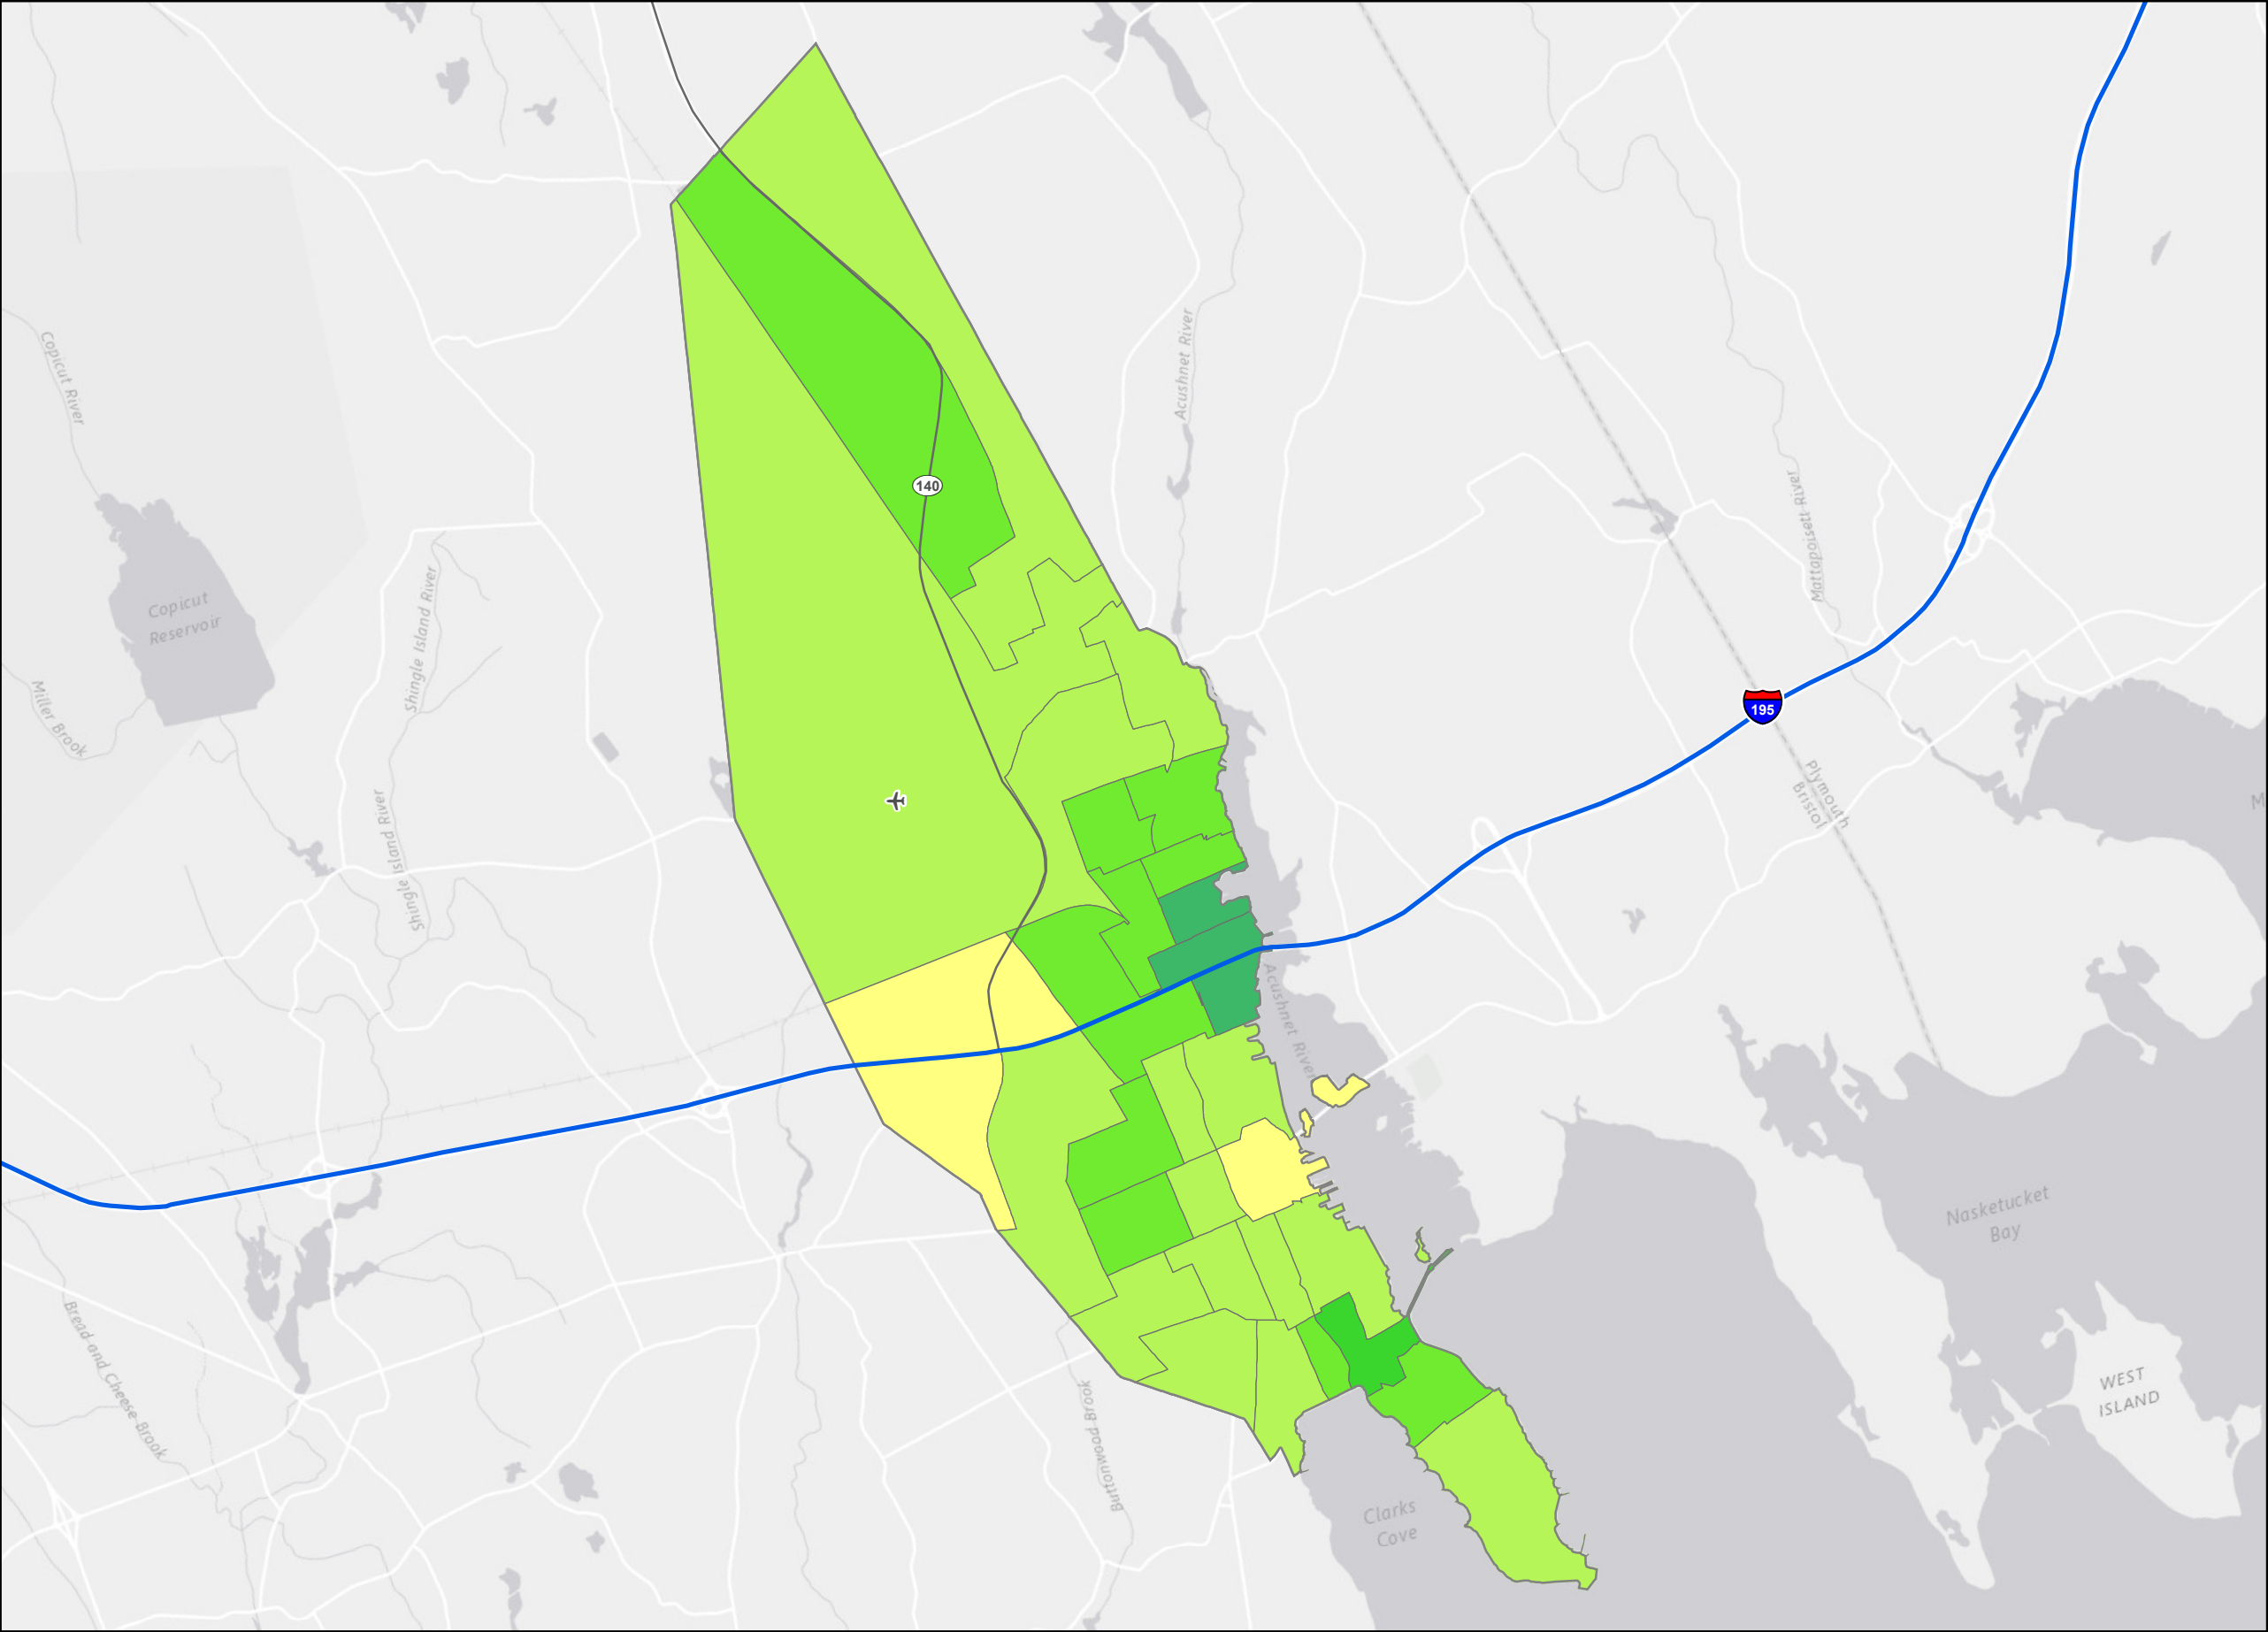 Copicut River
Acushnet River
140
Mattapoisett River
Copicut
Reservoir
Shingle Island River
Miller Brook
195
Plymouth
Bristol
M
Shingle Island River
Acushnet River
Nasketucket
Bay
Bread and Cheese Brook
WEST
ISLAND
Buttonwood Brook
Clarks
Cove